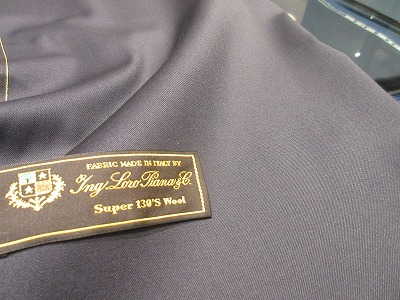 FABRIC MADE IN ITALY BY
Ing. Loro Piana & C.
Super 130'S Wool